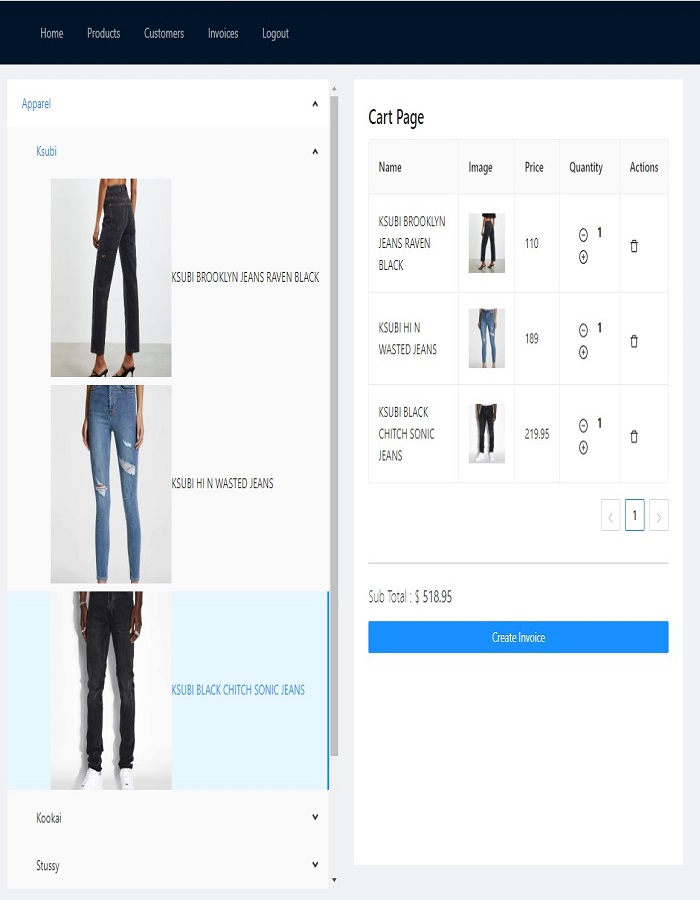 Home Products Customers Invoices Logout
Apparel
Ksubi
KSUBI BROOKLYN JEANS RAVEN BLACK
KSUBI HI N WASTED JEANS
KSUBI BLACK CHITCH SONIC JEANS
Kookai
Stussy
Cart Page
Name Image Price Quantity Actions
KSUBI BROOKLYN
JEANS RAVEN
BLACK
110
1
KSUBI HI N
WASTED JEANS
189
1
KSUBI BLACK
CHITCH SONIC
JEANS
219.95
1
1
Sub Total : $ 518.95
Create Invoice